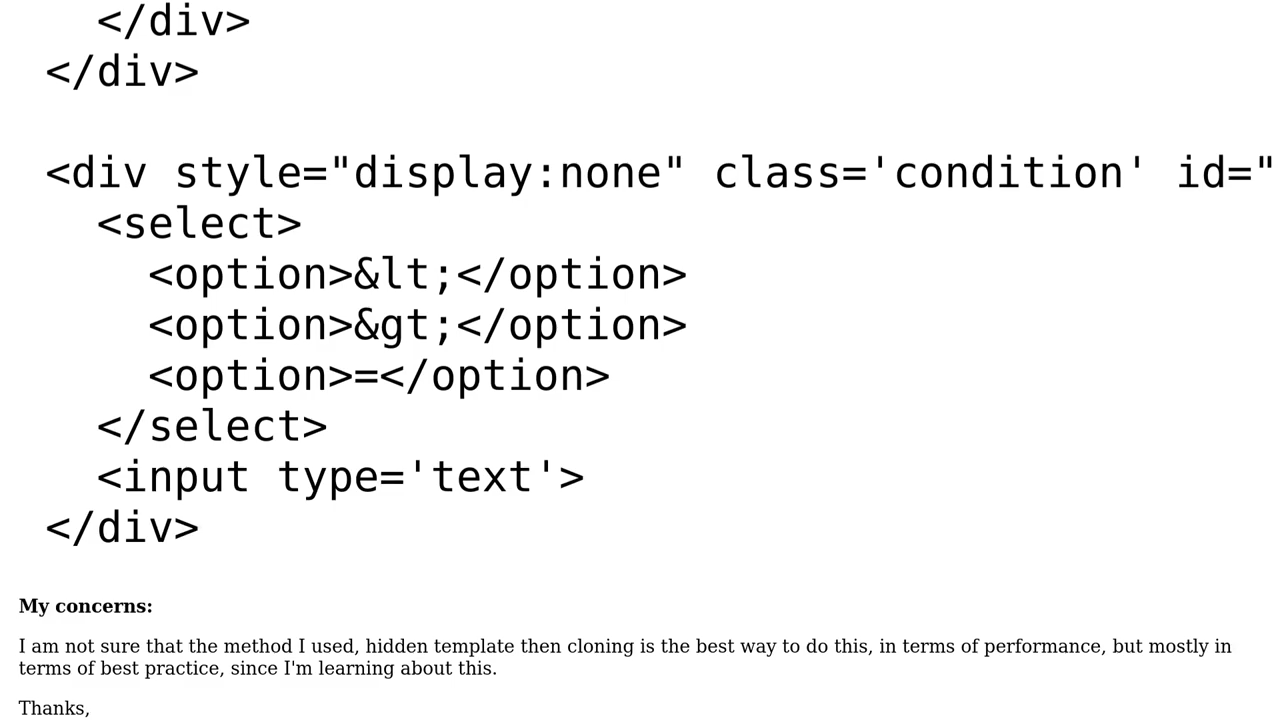 </div>
</div>
<div style="display:none" class='condition' id="
<select>
<option>&lt;</option>
<option>&gt;</option>
<option>=</option>
</select>
<input type='text'>
</div>
My concerns:
I am not sure that the method I used, hidden template then cloning is the best way to do this, in terms of performance, but mostly in
terms of best practice, since I'm learning about this.
Thanks,